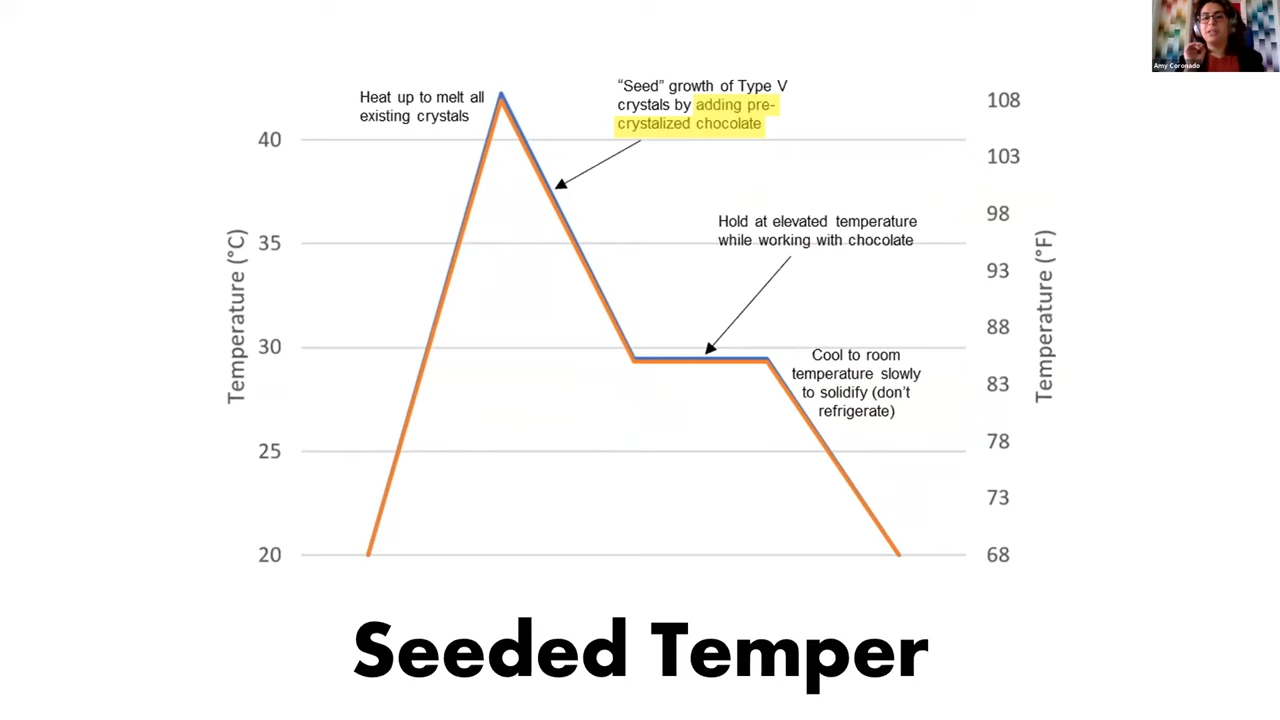 Amy Coronado
Heat up to melt all
existing crystals
“Seed” growth of Type V
crystals by adding pre-
crystalized chocolate
Hold at elevated temperature
while working with chocolate
Cool to room
temperature slowly
to solidify (don’t
refrigerate)
Temperature (°C)
40
35
30
25
20
108
103
98
93
88
83
78
73
68
Temperature (°F)
Seeded Temper